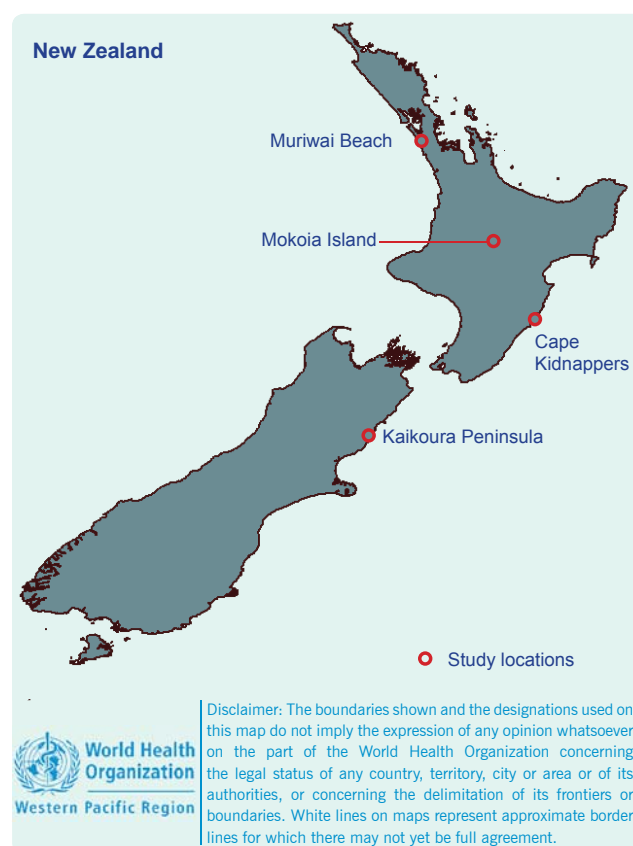 New Zealand
Muriwai Beach
Mokoia Island
Cape
Kidnappers
Kaikoura Peninsula
Study locations
World Health
Organization
Western Pacific Region
Disclaimer: The boundaries shown and the designations used on
this map do not imply the expression of any opinion whatsoever
on the part of the World Health Organization concerning
the legal status of any country, territory, city or area or of its
authorities, or concerning the delimitation of its frontiers or
boundaries. White lines on maps represent approximate border
lines for which there may not yet be full agreement.